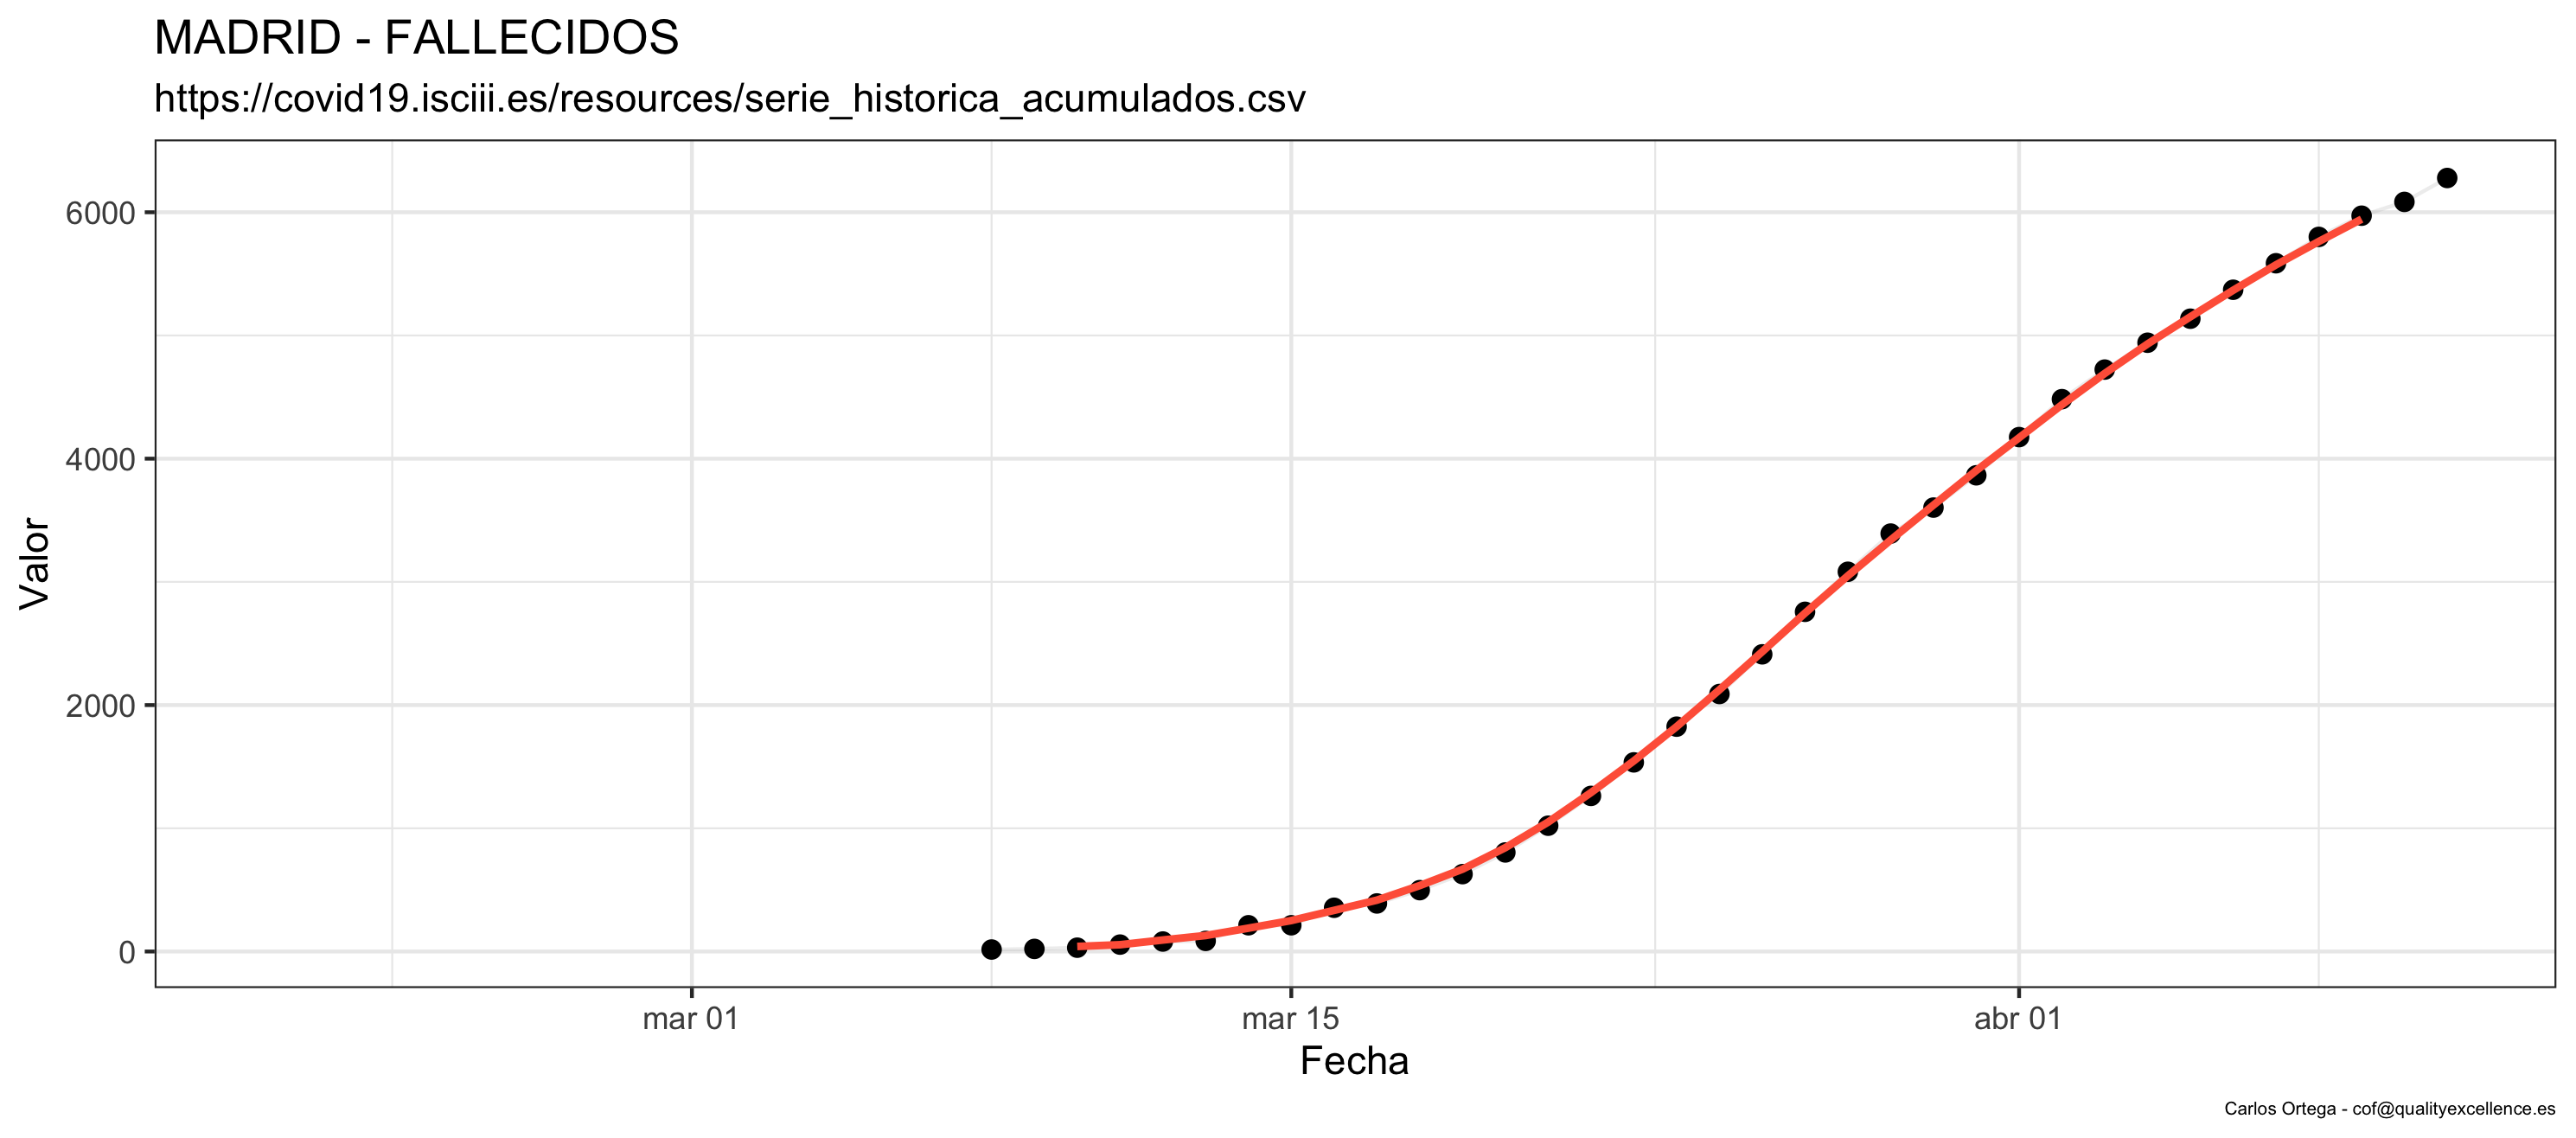 MADRID - FALLECIDOS
https://covid19.isciii.es/resources/serie_historica_acumulados.csv
Valor
6000
4000
2000
0
mar 01
mar 15
abr 01
Fecha
Carlos Ortega - cof@qualityexcellence.es